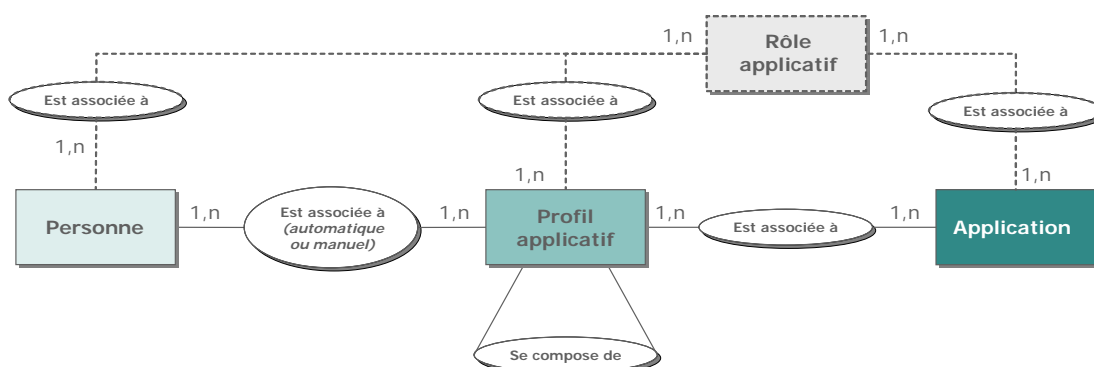 1,n
Rôle
applicatif
1,n
Est associée à
Est associée à
Est associée à
1,n
1,n
1,n
Personne
1,n
Est associée à
(automatique
ou manuel)
1,n
Profil
applicatif
1,n
Est associée à
1,n
Application
Se compose de